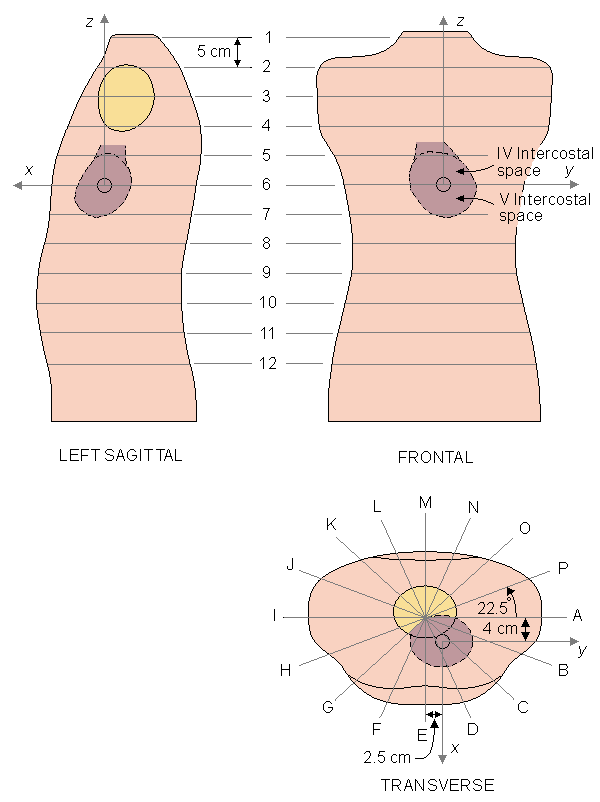 z
z
1
5 cm
2
3
4
5
IV Intercostal
space
x
6
y
V Intercostal
space
7
8
9
10
11
12
LEFT SAGITTAL
FRONTAL
M
L
N
K
O
J
P
22.5°
I
A
4 cm
y
H
B
G
C
F
E
D
x
2.5 cm
TRANSVERSE